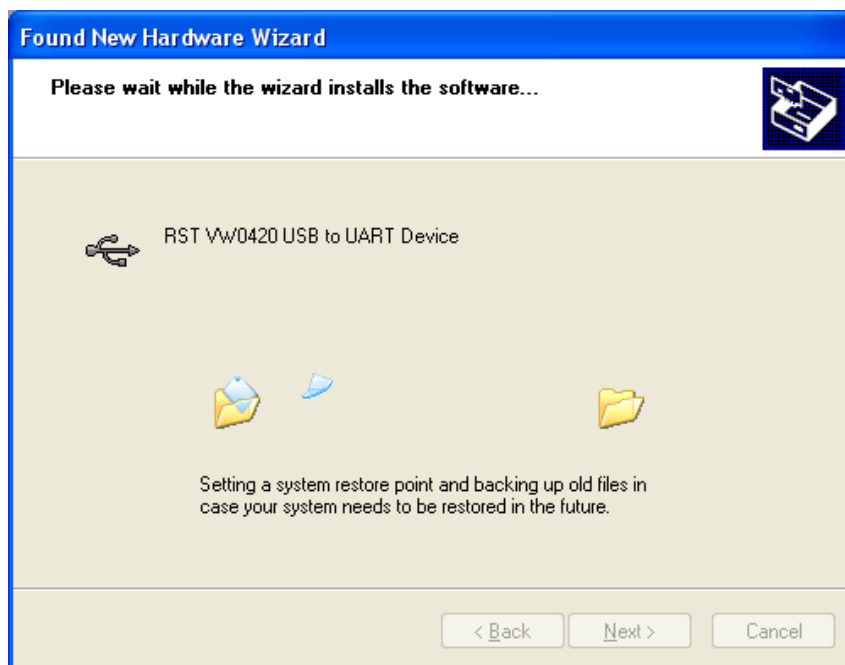 Found New Hardware Wizard
Please wait while the wizard installs the software...
RST VW0420 USB to UART Device
Setting a system restore point and backing up old files in
case your system needs to be restored in the future.
< Back
Next >
Cancel